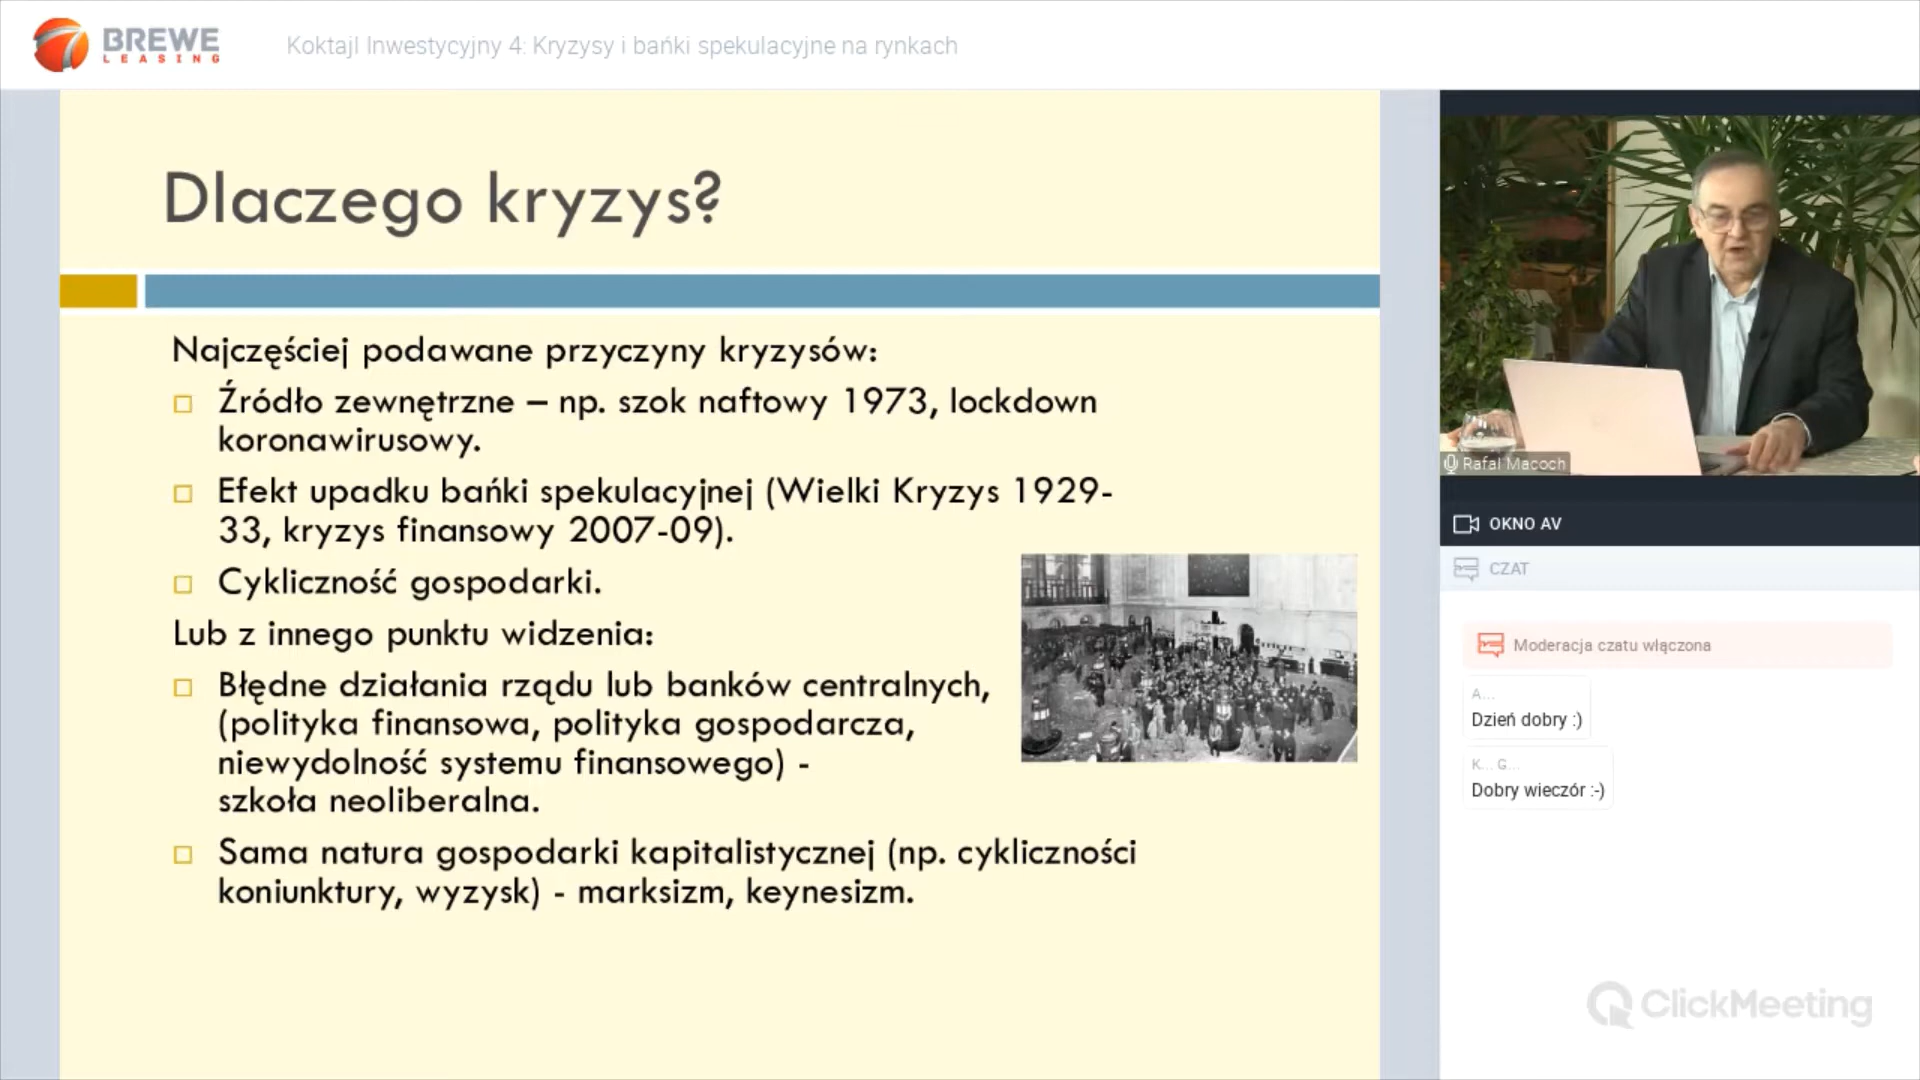 BREWE
LEASING
Koktajl Inwestycyjny 4: Kryzysy i bańki spekulacyjne na rynkach
Dlaczego kryzys?
Najczęściej podawane przyczyny kryzysów:
Źródło zewnętrzne – np. szok naftowy 1973, lockdown
koronawirusowy.
Efekt upadku bańki spekulacyjnej (Wielki Kryzys 1929-
33, kryzys finansowy 2007-09).
Cykliczność gospodarki.
Lub z innego punktu widzenia:
Błędne działania rządu lub banków centralnych,
(polityka finansowa, polityka gospodarcza,
niewydolność systemu finansowego) -
szkoła neoliberalna.
Sama natura gospodarki kapitalistycznej (np. cykliczności
koniunktury, wyzysk) - marksizm, keynesizm.
Rafał Macoch
OKNO AV
CZAT
Moderacja czatu włączona
A...
Dzień dobry :)
K... G...
Dobry wieczór :-)
ClickMeeting